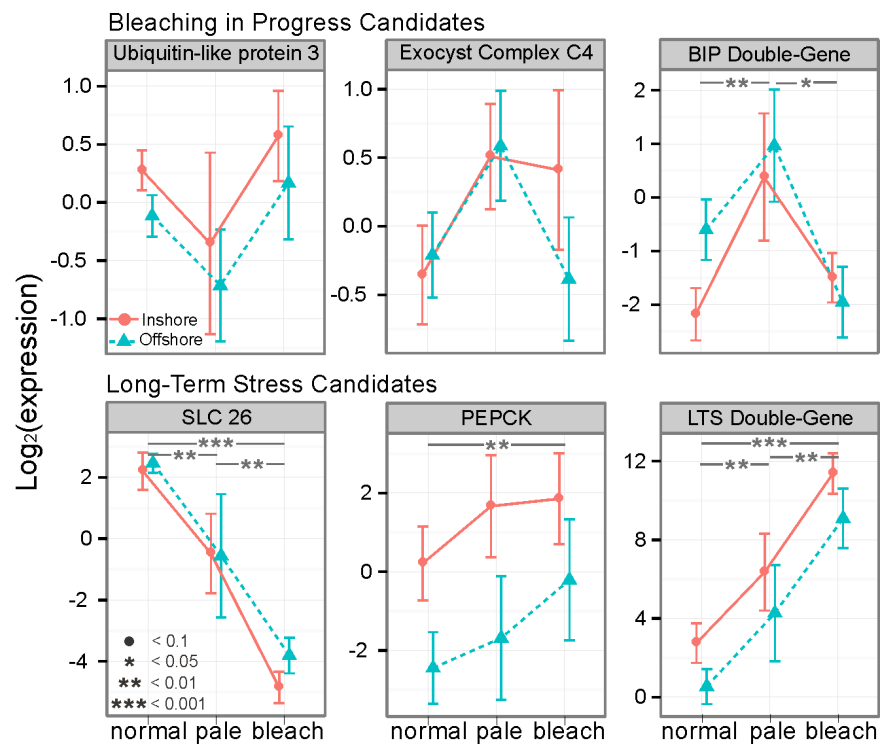 Bleaching in Progress Candidates
Ubiquitin-like protein 3
Exocyst Complex C4
BIP Double-Gene
1.0
0.5
0.0
-0.5
-1.0
Inshore
Offshore
1.0
0.5
0.0
-0.5
** *
2
1
0
-1
-2
Log2(expression)
Long-Term Stress Candidates
SLC 26
PEPCK
LTS Double-Gene
***
** **
2
0
-2
-4
● < 0.1
* < 0.05
** < 0.01
*** < 0.001
**
2
0
-2
***
** **
12
8
4
0
normal pale bleach
normal pale bleach
normal pale bleach